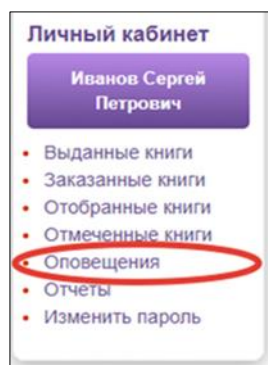 Личный кабинет
Иванов Сергей
Петрович
Выданные книги
Заказанные книги
Отобранные книги
Отмеченные книги
Оповещения
Отчеты
Изменить пароль